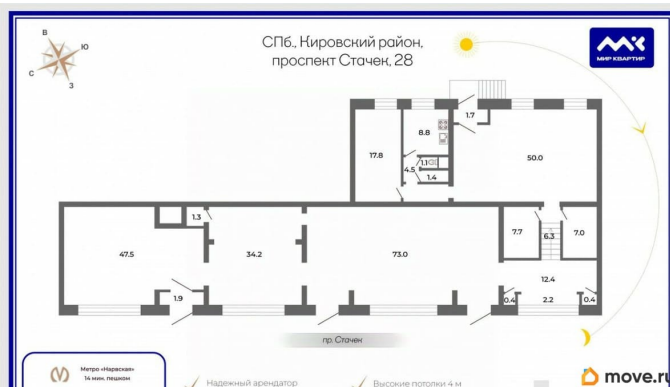 В
Ю
С
З
СПб., Кировский район,
проспект Стачек, 28
МК
МИР КВАРТИР
1.7
8.8
17.8
50.0
1.1
4.5
1.4
1.3
7.7
6.3
7.0
47.5
34.2
73.0
12.4
1.9
0.4
2.2
0.4
пр. Стачек
Метро «Нарвская»
14 мин. пешком
Надежный арендатор
Высокие потолки 4 м
move.ru